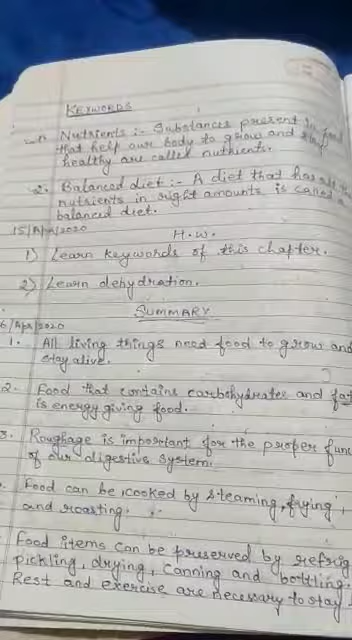 KEYWORDS
1. Nutrients :- Substances present in food
that help our body to grow and stay
healthy are called nutrients.
2. Balanced diet :- A diet that has all the
nutrients in right amounts is called a
balanced diet.
15/Apr/2020
H.W.
1) Learn keywords of this chapter.
2) Learn dehydration.
SUMMARY
6/Apr/2020
1. All living things need food to grow and
stay alive.
2. Food that contains carbohydrates and fat
is energy giving food.
3. Roughage is important for the proper func
of our digestive system.
Food can be cooked by steaming, frying,
and roasting.
Food items can be preserved by refrig
pickling, drying, canning and bottling.
Rest and exercise are necessary to stay